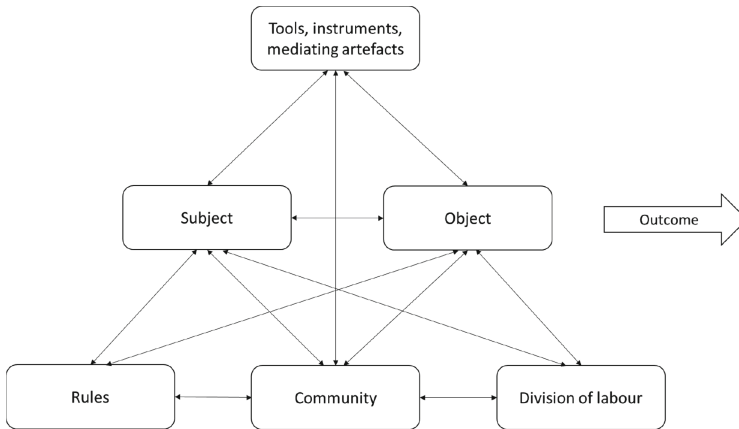 Tools, instruments,
mediating artefacts
Subject
Object
Outcome
Rules
Community
Division of labour